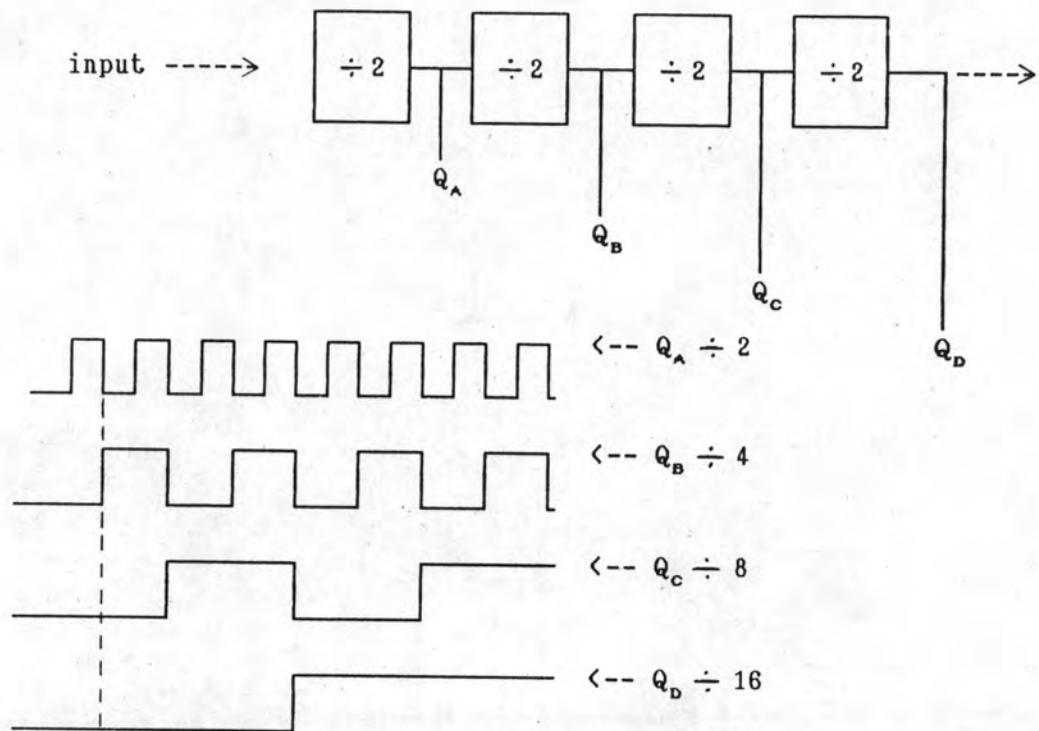 input ----> ÷ 2 ÷ 2 ÷ 2 ÷ 2 ---->
Q_A
Q_B
Q_C
Q_D
<-- Q_A ÷ 2
<-- Q_B ÷ 4
<-- Q_C ÷ 8
<-- Q_D ÷ 16